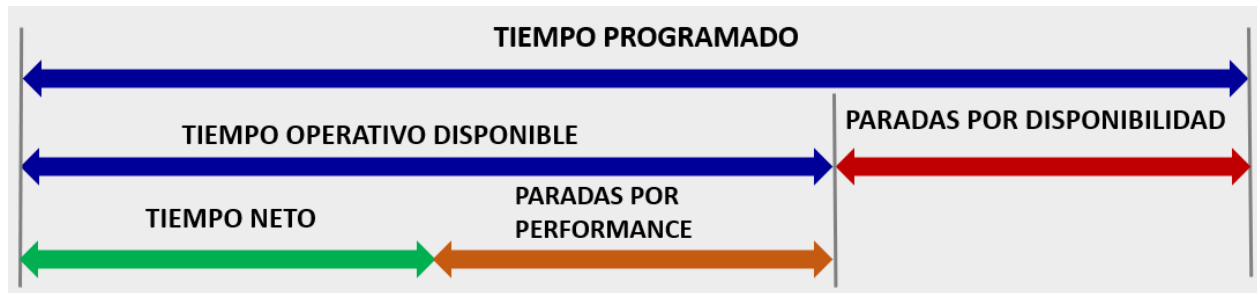 TIEMPO PROGRAMADO
TIEMPO OPERATIVO DISPONIBLE
PARADAS POR DISPONIBILIDAD
TIEMPO NETO
PARADAS POR
PERFORMANCE